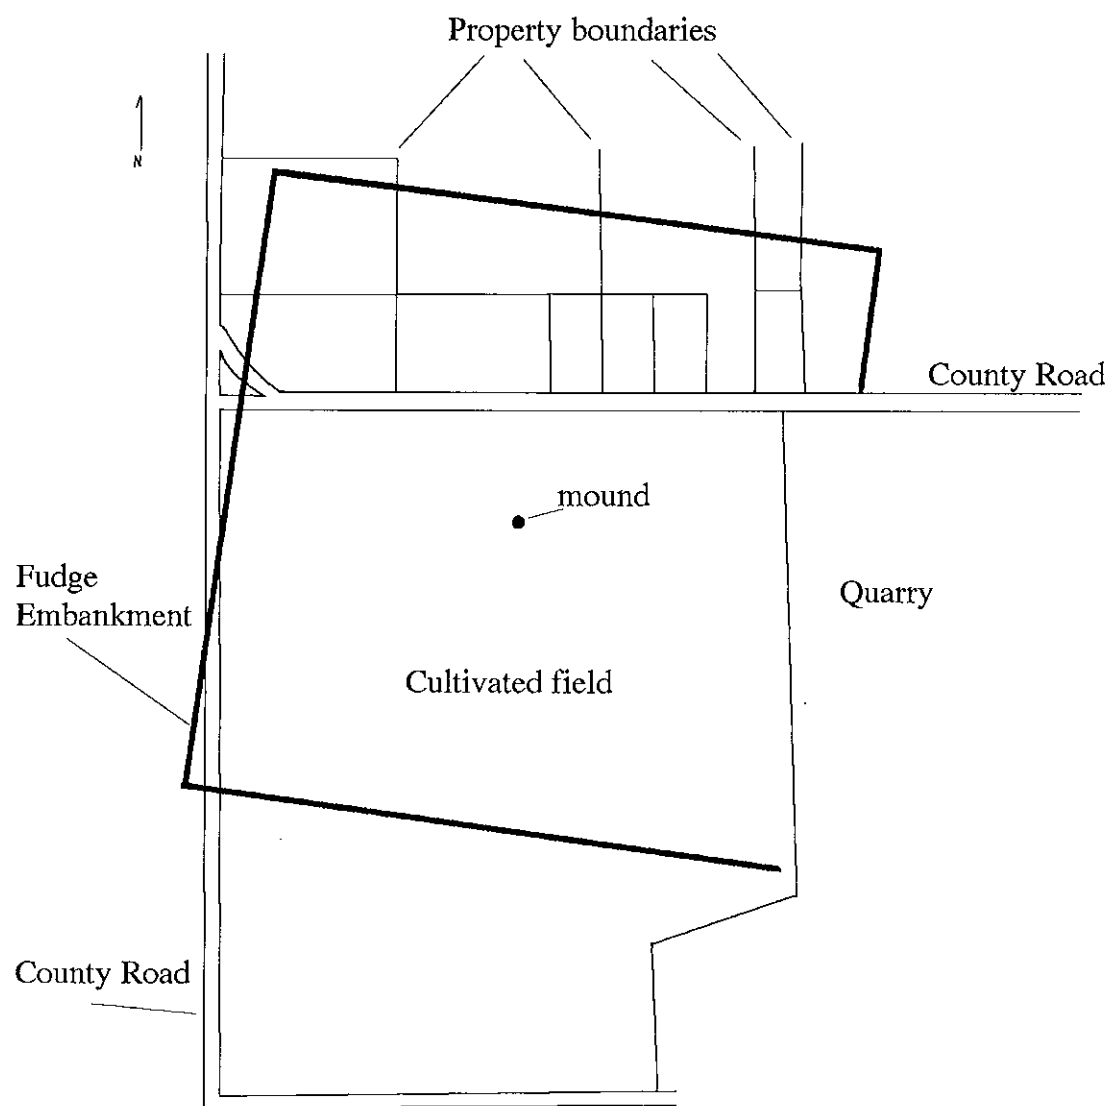 Property boundaries
N
County Road
mound
Fudge
Embankment
Quarry
Cultivated field
County Road